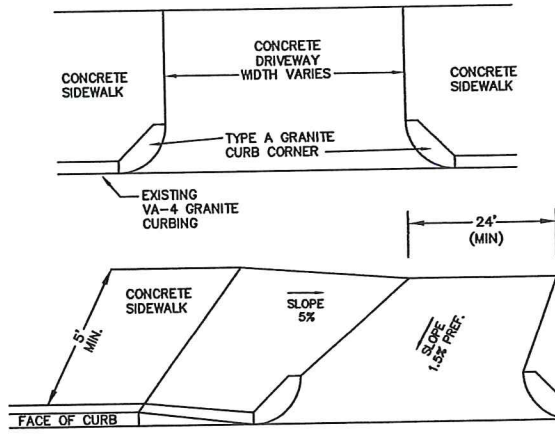 CONCRETE
DRIVEWAY
WIDTH VARIES
CONCRETE
SIDEWALK
CONCRETE
SIDEWALK
TYPE A GRANITE
CURB CORNER
EXISTING
VA-4 GRANITE
CURBING
24'
(MIN)
CONCRETE
SIDEWALK
SLOPE
5%
SLOPE
1.5% PREF.
5'
MIN.
FACE OF CURB